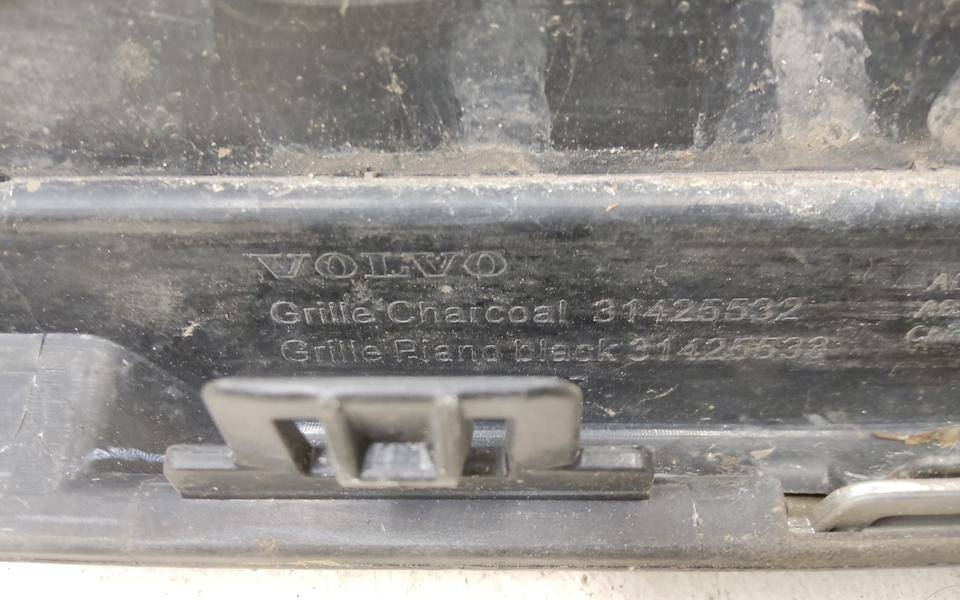 VOLVO
Grille Charcoal 31425532
Grille Piano black 31425533